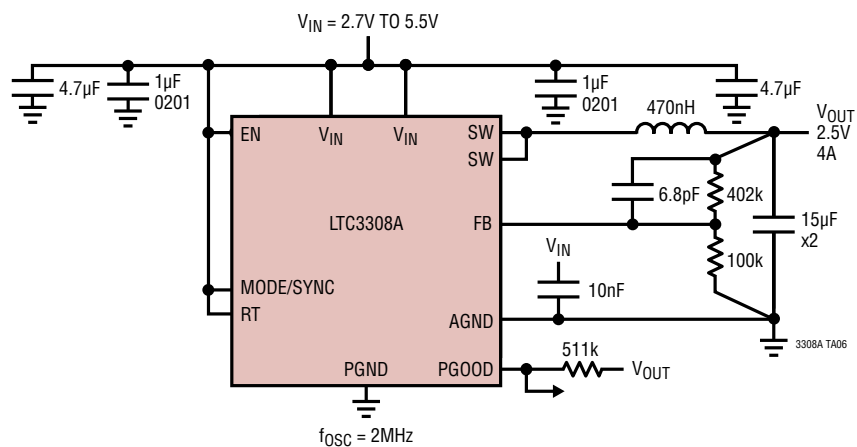 V_IN = 2.7V TO 5.5V
4.7µF
1µF
0201
1µF
0201
4.7µF
EN
V_IN
V_IN
SW
SW
470nH
V_OUT
2.5V
4A
6.8pF
402k
LTC3308A
FB
15µF
x2
V_IN
100k
MODE/SYNC
RT
10nF
AGND
3308A TA06
PGND
PGOOD
511k
V_OUT
f_OSC = 2MHz